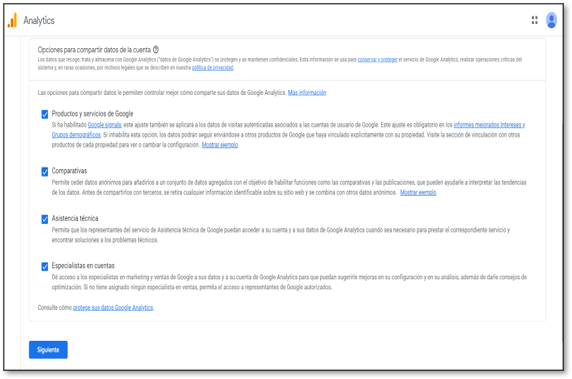 Analytics
Opciones para compartir datos de la cuenta
Los datos que recoge, trata y almacena con Google Analytics ("datos de Google Analytics") se protegen y se mantienen confidenciales. Esta información se usa para conservar y proteger el servicio de Google Analytics, realizar operaciones críticas del
sistema y, en raras ocasiones, por motivos legales que se describen en nuestra política de privacidad.
Las opciones para compartir datos le permiten controlar mejor cómo comparte sus datos de Google Analytics. Más información
Productos y servicios de Google
Si ha habilitado Google signals, este ajuste también se aplicará a los datos de visitas autenticadas asociados a las cuentas de usuario de Google. Este ajuste es obligatorio en los informes mejorados Intereses y
Grupos demográficos. Si inhabilita esta opción, los datos podrán seguir enviándose a otros productos de Google que haya vinculado explícitamente con su propiedad. Visite la sección de vinculación con otros
productos de cada propiedad para ver o cambiar la configuración. Mostrar ejemplo
Comparativas
Permite ceder datos anónimos para añadirlos a un conjunto de datos agregados con el objetivo de habilitar funciones como las comparativas y las publicaciones, que pueden ayudarle a interpretar las tendencias
de los datos. Antes de compartirlos con terceros, se retira cualquier información identificable sobre su sitio web y se combina con otros datos anónimos. Mostrar ejemplo
Asistencia técnica
Permita que los representantes del servicio de Asistencia técnica de Google puedan acceder a su cuenta y a sus datos de Google Analytics cuando sea necesario para prestar el correspondiente servicio y
encontrar soluciones a los problemas técnicos.
Especialistas en cuentas
Dé acceso a los especialistas en marketing y ventas de Google a sus datos y a su cuenta de Google Analytics para que puedan sugerirle mejoras en su configuración y en su análisis, además de darle consejos de
optimización. Si no tiene asignado ningún especialista en ventas, permita el acceso a representantes de Google autorizados.
Consulte cómo protege sus datos Google Analytics.
Siguiente